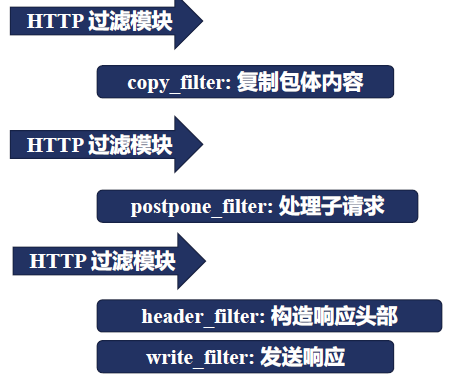 HTTP 过滤模块
copy_filter: 复制包体内容
HTTP 过滤模块
postpone_filter: 处理子请求
HTTP 过滤模块
header_filter: 构造响应头部
write_filter: 发送响应